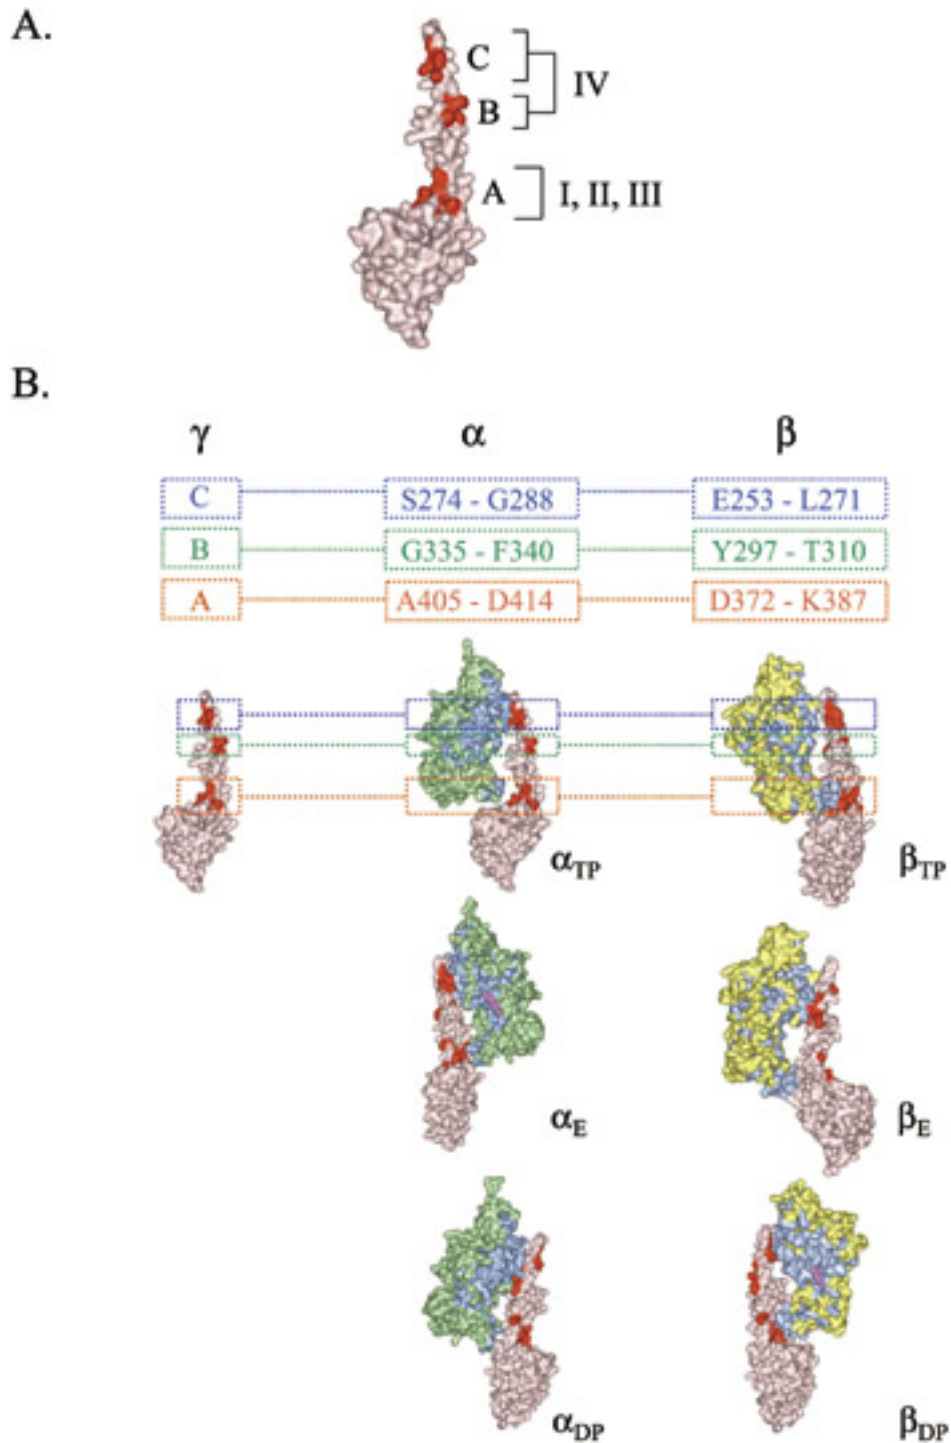 A.
C
IV
B
A
I, II, III
B.
γ α β
C S274 - G288 E253 - L271
B G335 - F340 Y297 - T310
A A405 - D414 D372 - K387
αTP βTP
αE βE
αDP βDP